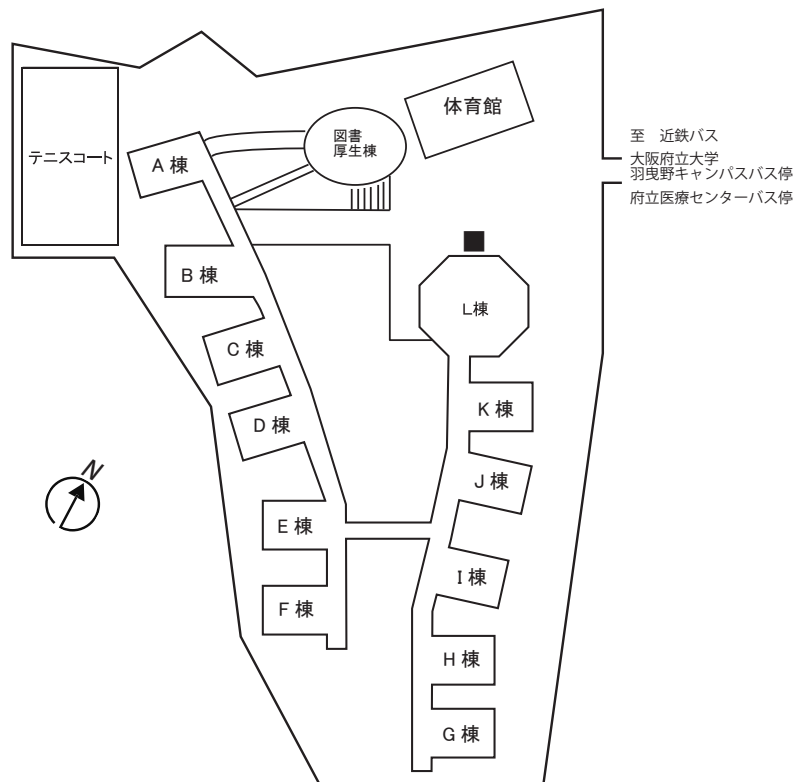 体育館
図書
厚生棟
テニスコート
A 棟
至　近鉄バス
大阪府立大学
羽曳野キャンパスバス停
府立医療センターバス停
B 棟
L棟
C 棟
K 棟
D 棟
J 棟
N
E 棟
I 棟
F 棟
H 棟
G 棟